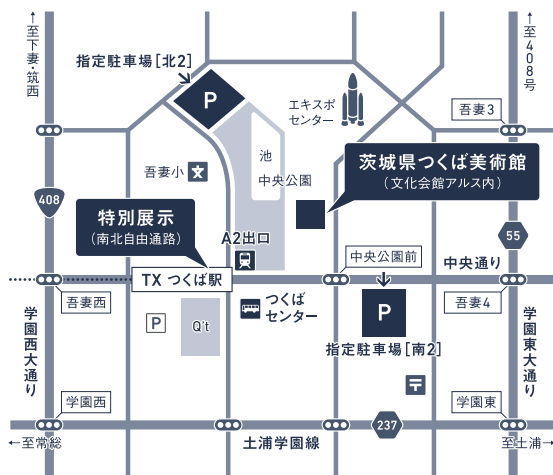 ↑至下妻・筑西
↑至408号
指定駐車場[北2]
P
エキスポ
センター
吾妻3
池
中央公園
吾妻小
文
茨城県つくば美術館
（文化会館アルス内）
408
特別展示
（南北自由通路）
A2出口
55
中央公園前
中央通り
TX つくば駅
吾妻西
吾妻4
P
Q't
つくば
センター
P
指定駐車場[南2]
学園西大通り
学園東大通り
〒
学園西
学園東
237
←至常総
土浦学園線
至土浦→